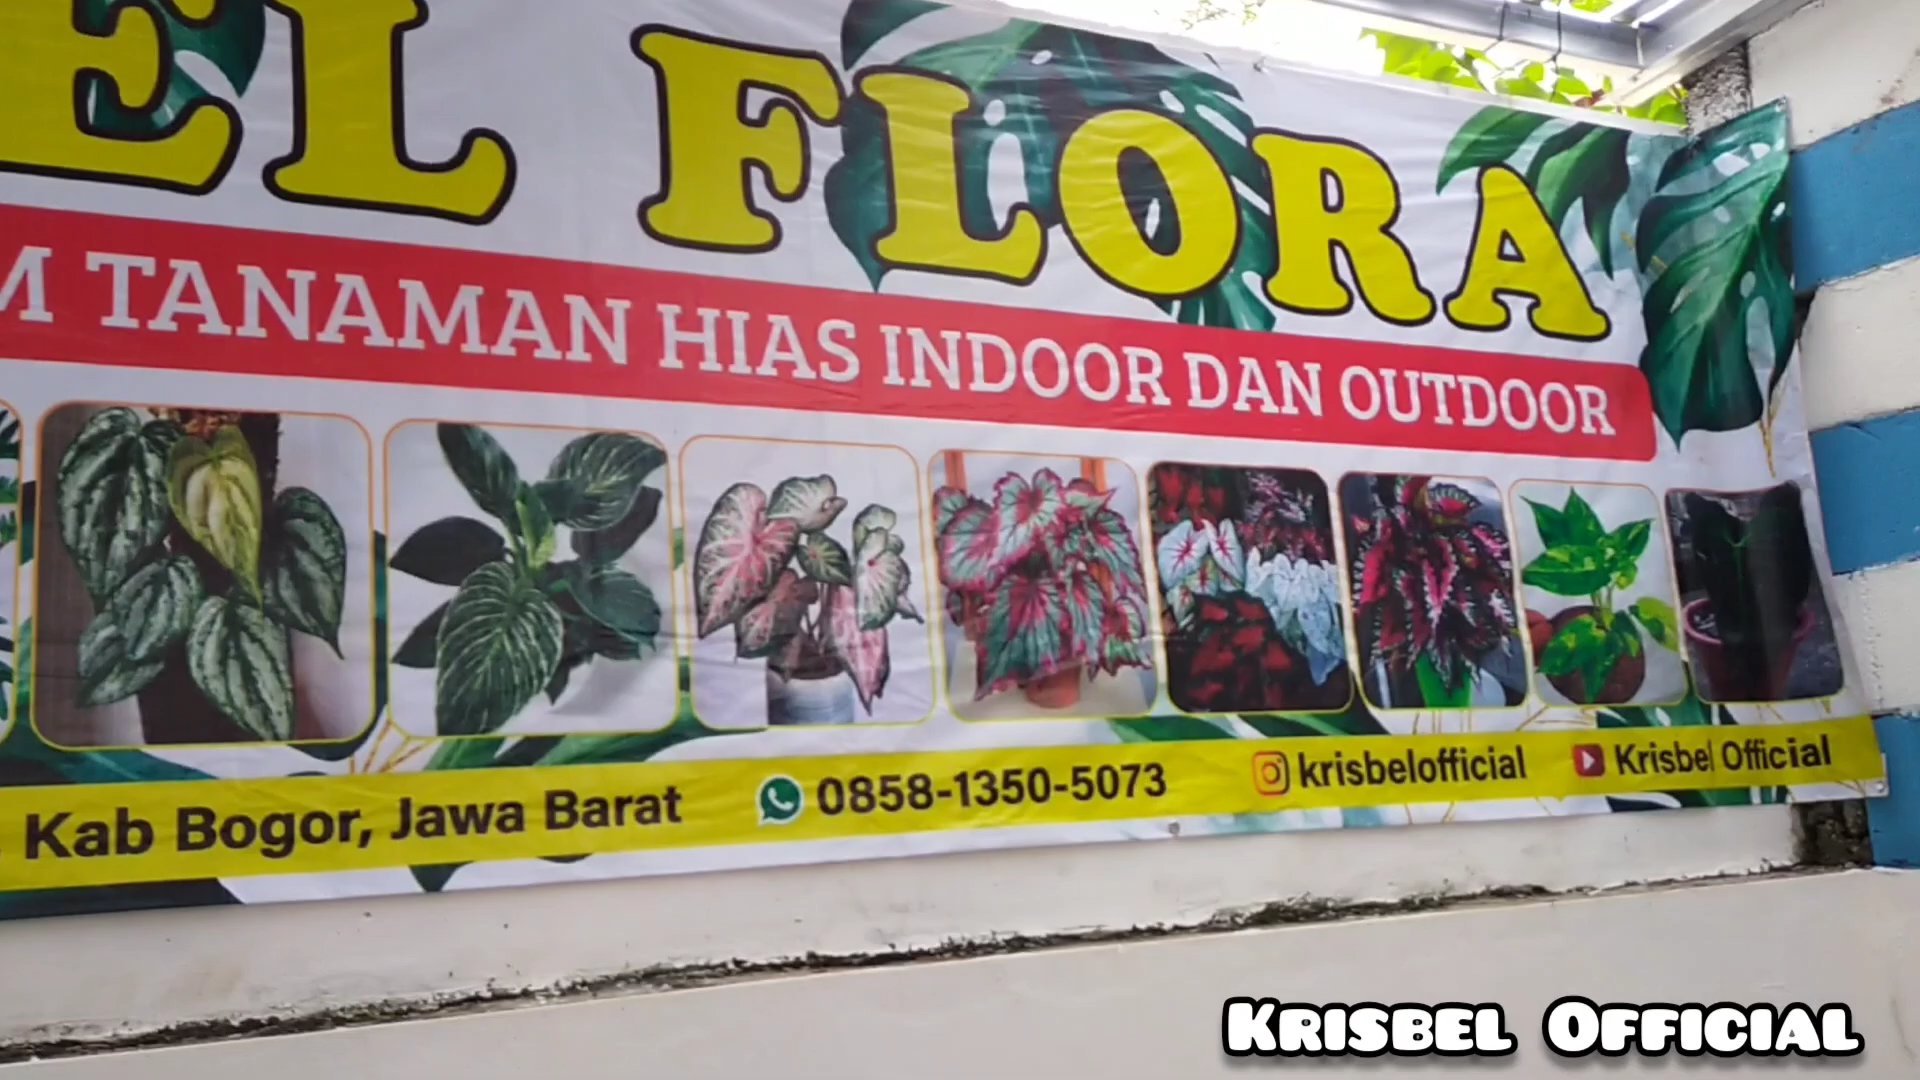 EL FLORA
M TANAMAN HIAS INDOOR DAN OUTDOOR
Kab Bogor, Jawa Barat 0858-1350-5073 krisbelofficial Krisbel Official
KRISBEL OFFICIAL